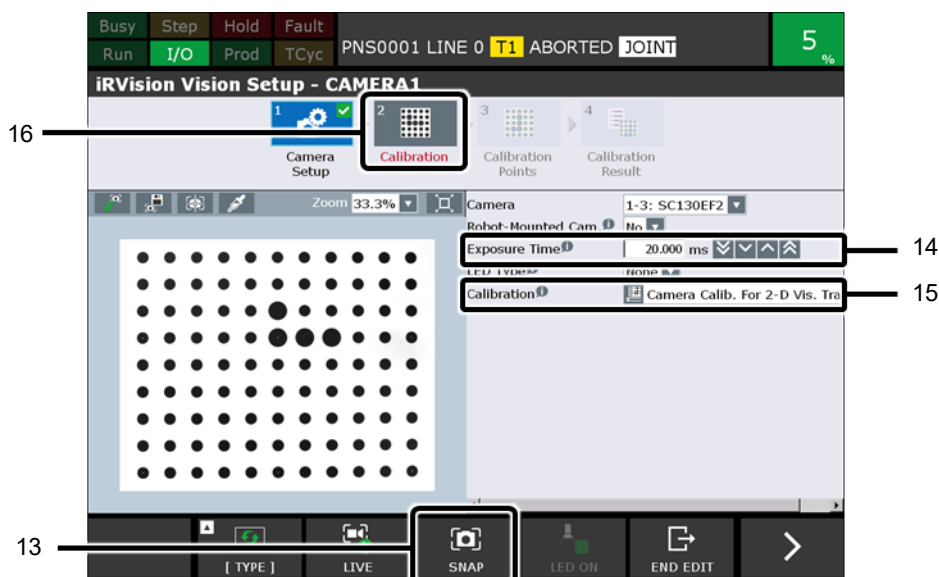 Busy Step Hold Fault
Run I/O Prod TCyc
PNS0001 LINE 0 T1 ABORTED JOINT
5 %
iRVision Vision Setup - CAMERA1
16
1
2
3
4
Camera Setup
Calibration
Calibration Points
Calibration Result
Zoom 33.3%
Camera 1-3: SC130EF2
Robot-Mounted Cam. No
Exposure Time 20.000 ms
14
LED Type None
Calibration Camera Calib. For 2-D Vis. Tra
15
13
[ TYPE ]
LIVE
SNAP
LED ON
END EDIT